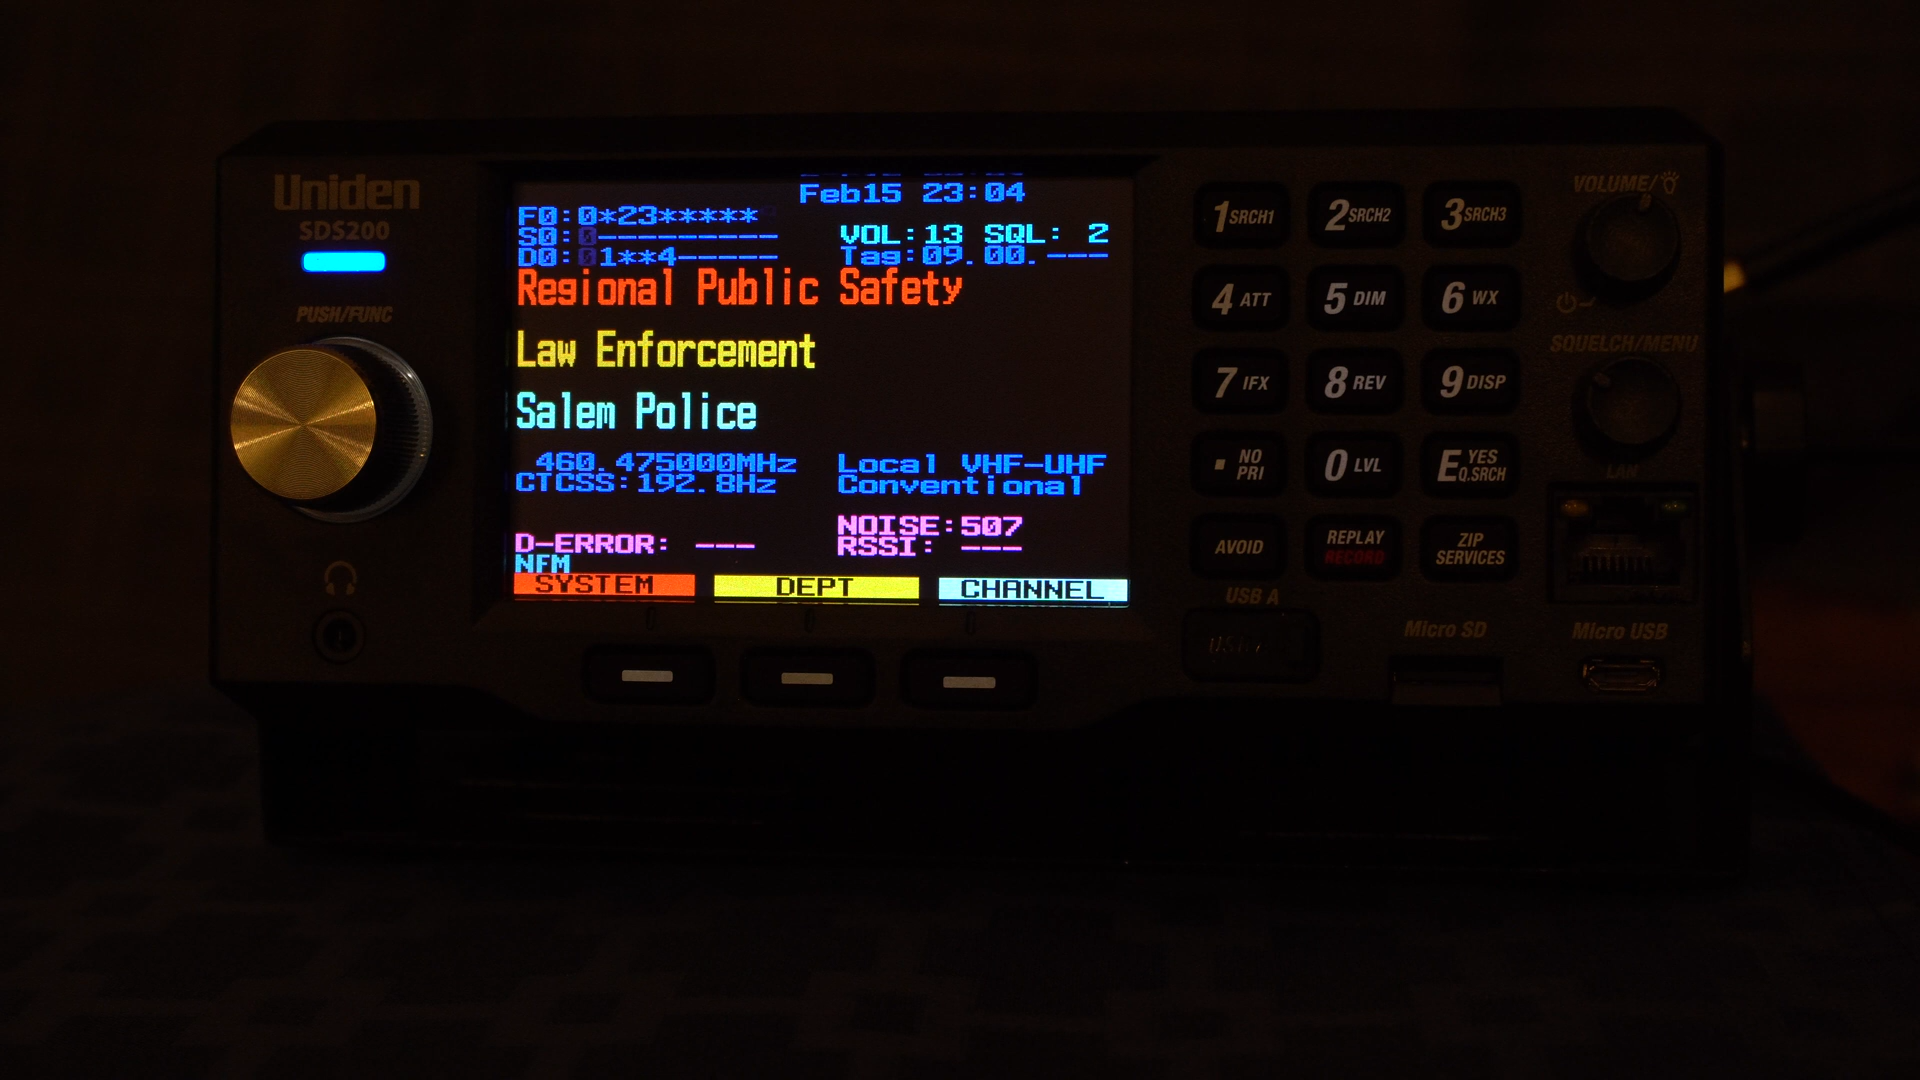 Uniden
SDS200
PUSH/FUNC
Feb15 23:04
F0:0*23*****
S0:0----------
VOL:13 SQL: 2
D0:01**4-----
Tag:09.00.---
Regional Public Safety
Law Enforcement
Salem Police
460.475000MHz
Local VHF-UHF
CTCSS:192.8Hz
Conventional
NOISE:507
D-ERROR: ---
RSSI: ---
NFM
SYSTEM
DEPT
CHANNEL
1 SRCH1
2 SRCH2
3 SRCH3
4 ATT
5 DIM
6 WX
7 IFX
8 REV
9 DISP
. NO PRI
0 LVL
E YES Q.SRCH
AVOID
REPLAY
RECORD
ZIP
SERVICES
USB A
Micro SD
Micro USB
VOLUME/
SQUELCH/MENU
LAN